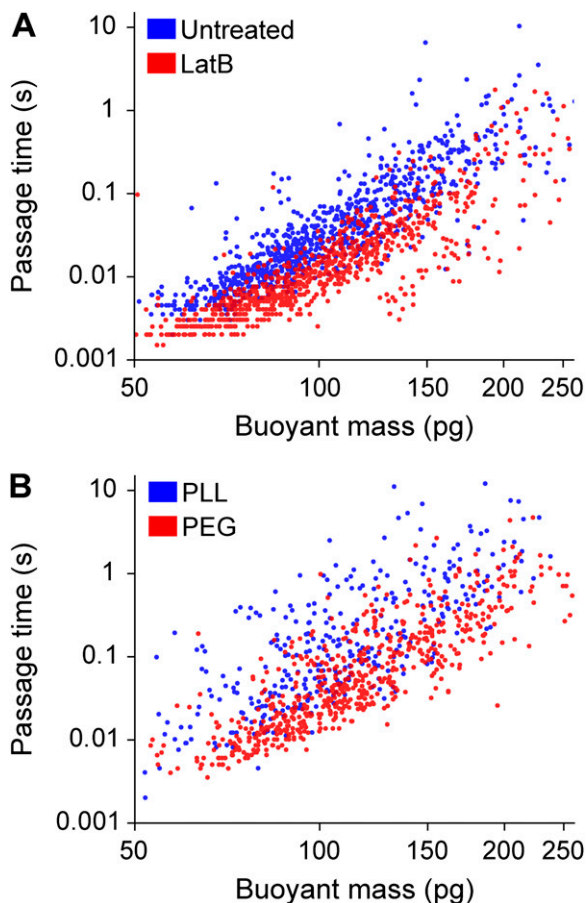 A
Untreated
LatB
Passage time (s)
10
1
0.1
0.01
0.001
50
100
150
200
250
Buoyant mass (pg)
B
PLL
PEG
Passage time (s)
10
1
0.1
0.01
0.001
50
100
150
200
250
Buoyant mass (pg)